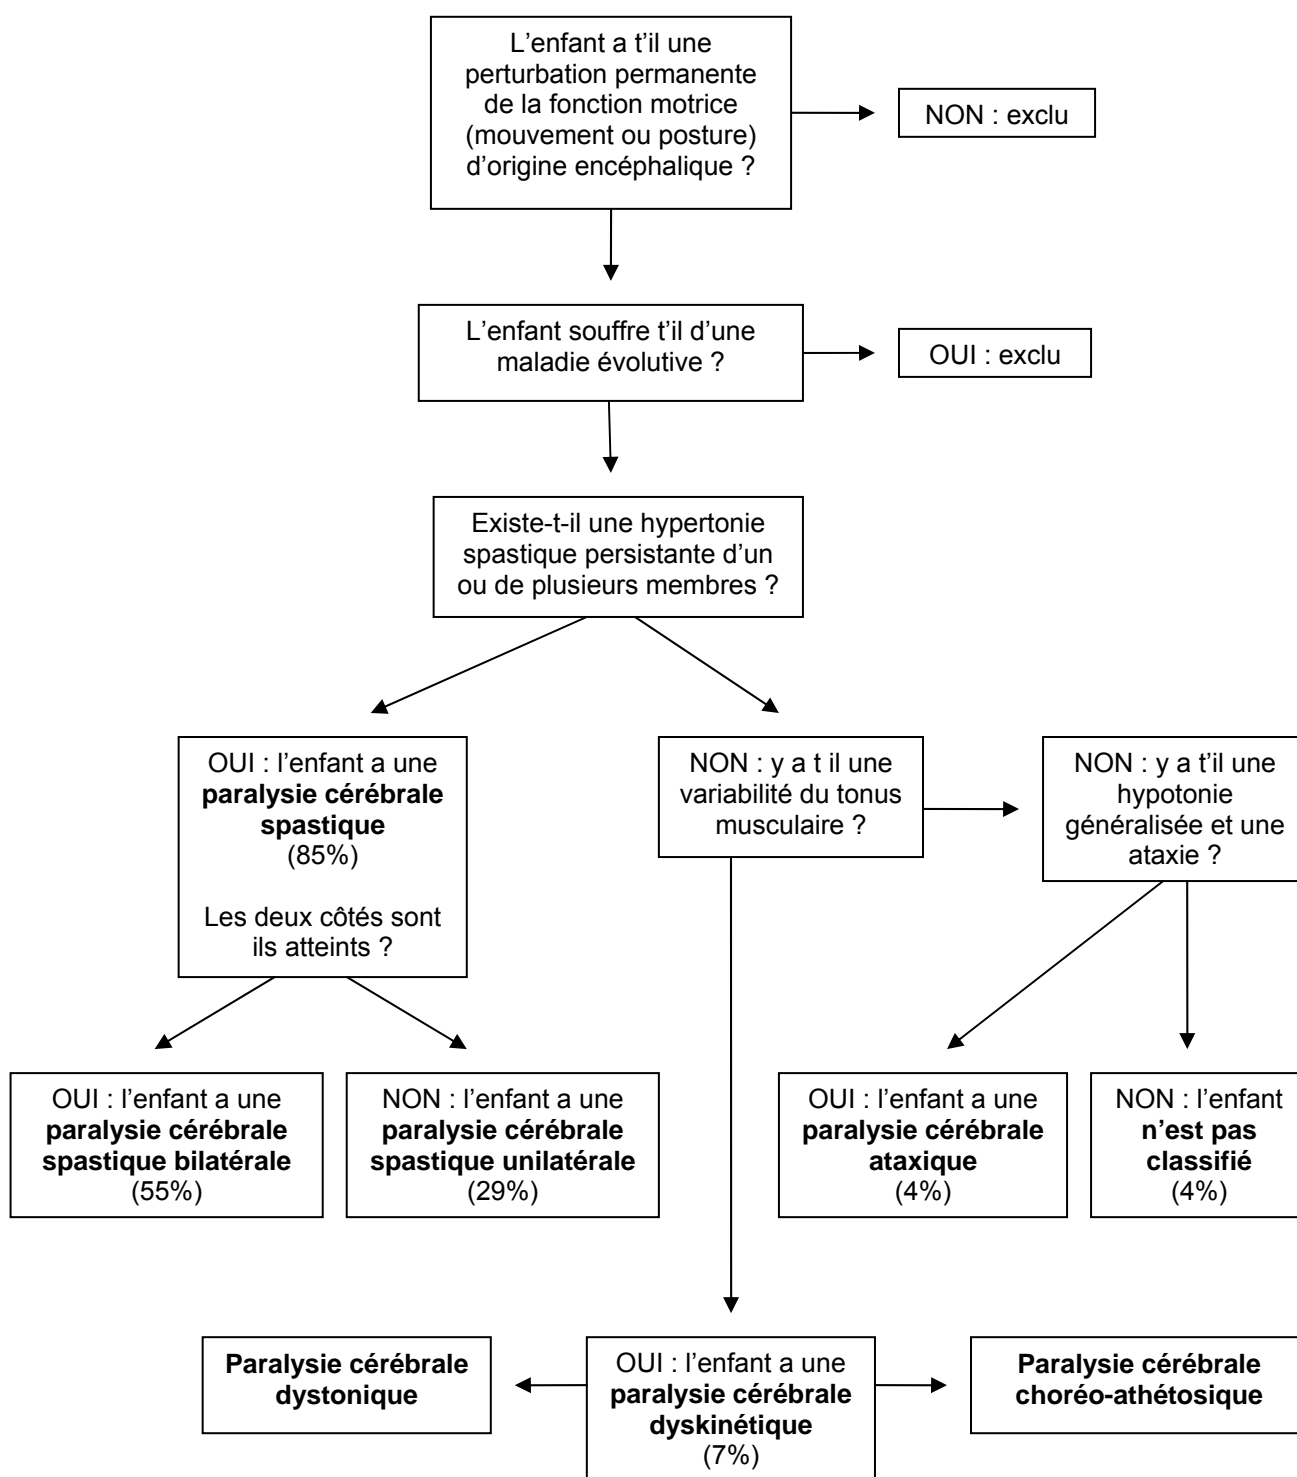 L’enfant a t’il une
perturbation permanente
de la fonction motrice
(mouvement ou posture)
d’origine encéphalique ?
NON : exclu
L’enfant souffre t’il d’une
maladie évolutive ?
OUI : exclu
Existe-t-il une hypertonie
spastique persistante d’un
ou de plusieurs membres ?
OUI : l’enfant a une
paralysie cérébrale
spastique
(85%)
Les deux côtés sont
ils atteints ?
NON : y a t il une
variabilité du tonus
musculaire ?
NON : y a t’il une
hypotonie
généralisée et une
ataxie ?
OUI : l’enfant a une
paralysie cérébrale
spastique bilatérale
(55%)
NON : l’enfant a une
paralysie cérébrale
spastique unilatérale
(29%)
OUI : l’enfant a une
paralysie cérébrale
ataxique
(4%)
NON : l’enfant
n’est pas
classifié
(4%)
Paralysie cérébrale
dystonique
OUI : l’enfant a une
paralysie cérébrale
dyskinétique
(7%)
Paralysie cérébrale
choréo-athétosique